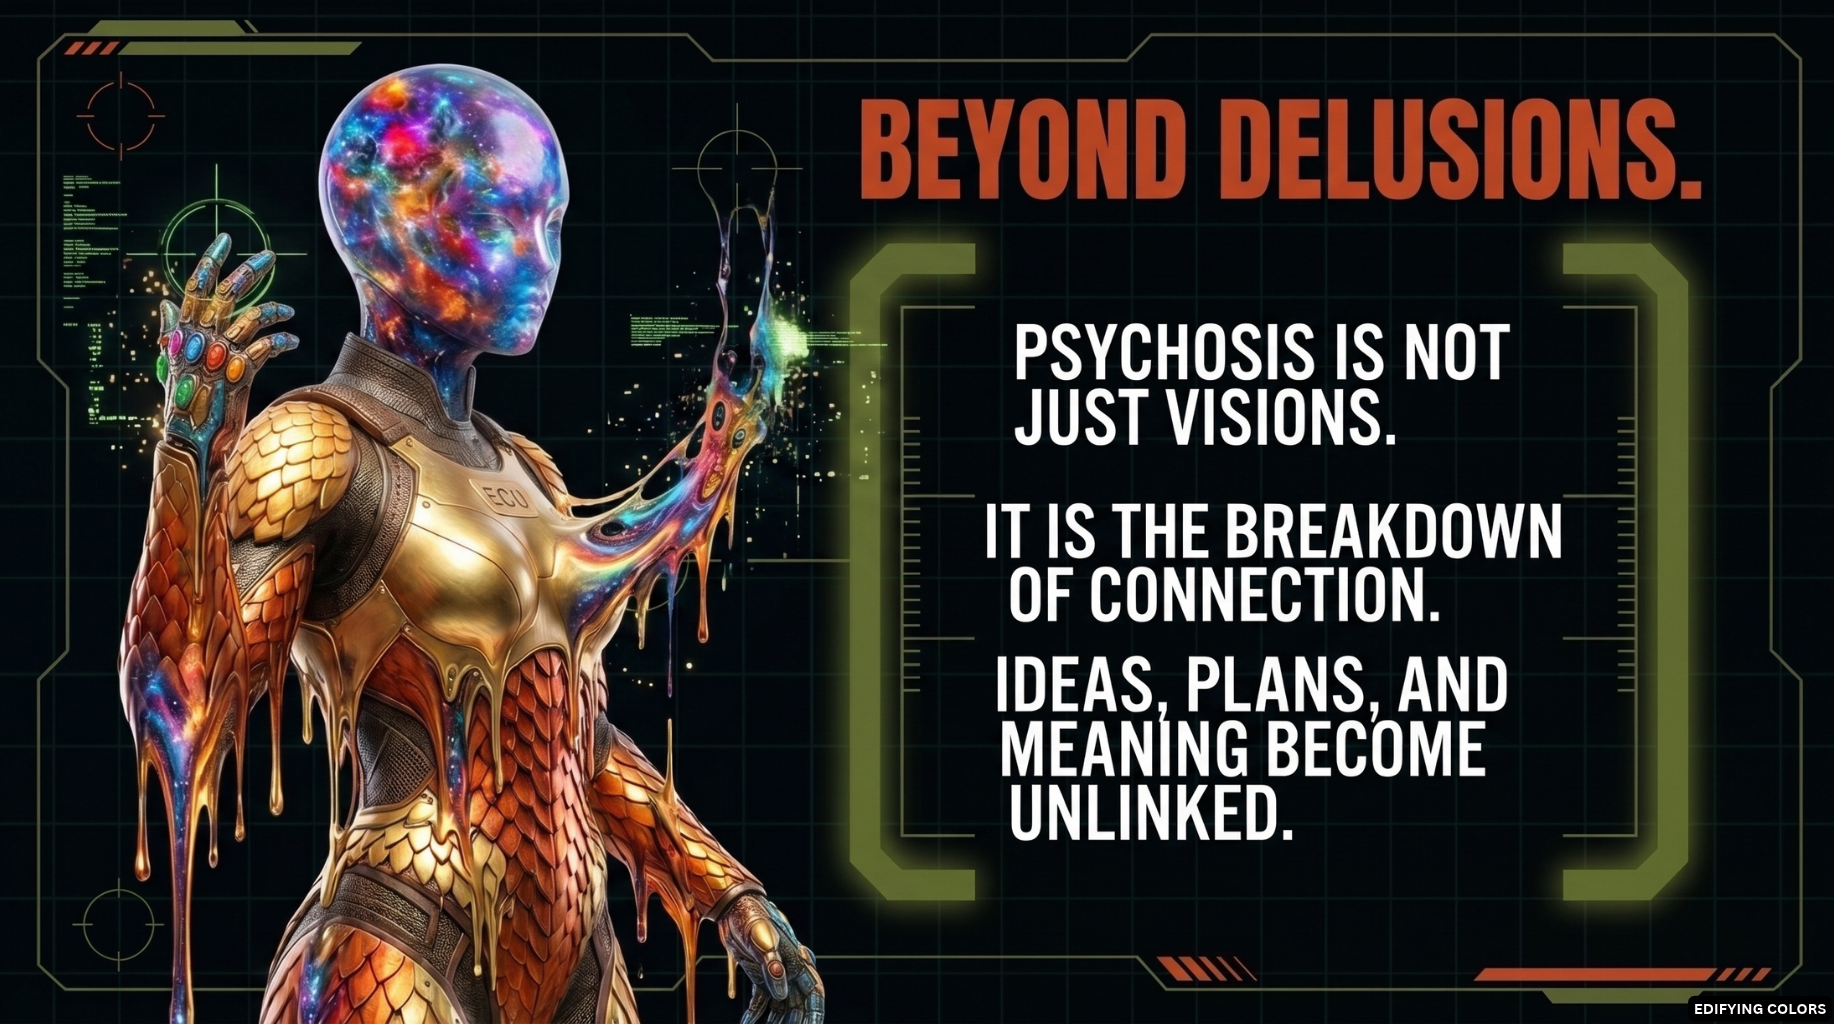 BEYOND DELUSIONS.
PSYCHOSIS IS NOT
JUST VISIONS.
IT IS THE BREAKDOWN
OF CONNECTION.
IDEAS, PLANS, AND
MEANING BECOME
UNLINKED.
ECU
EDIFYING COLORS